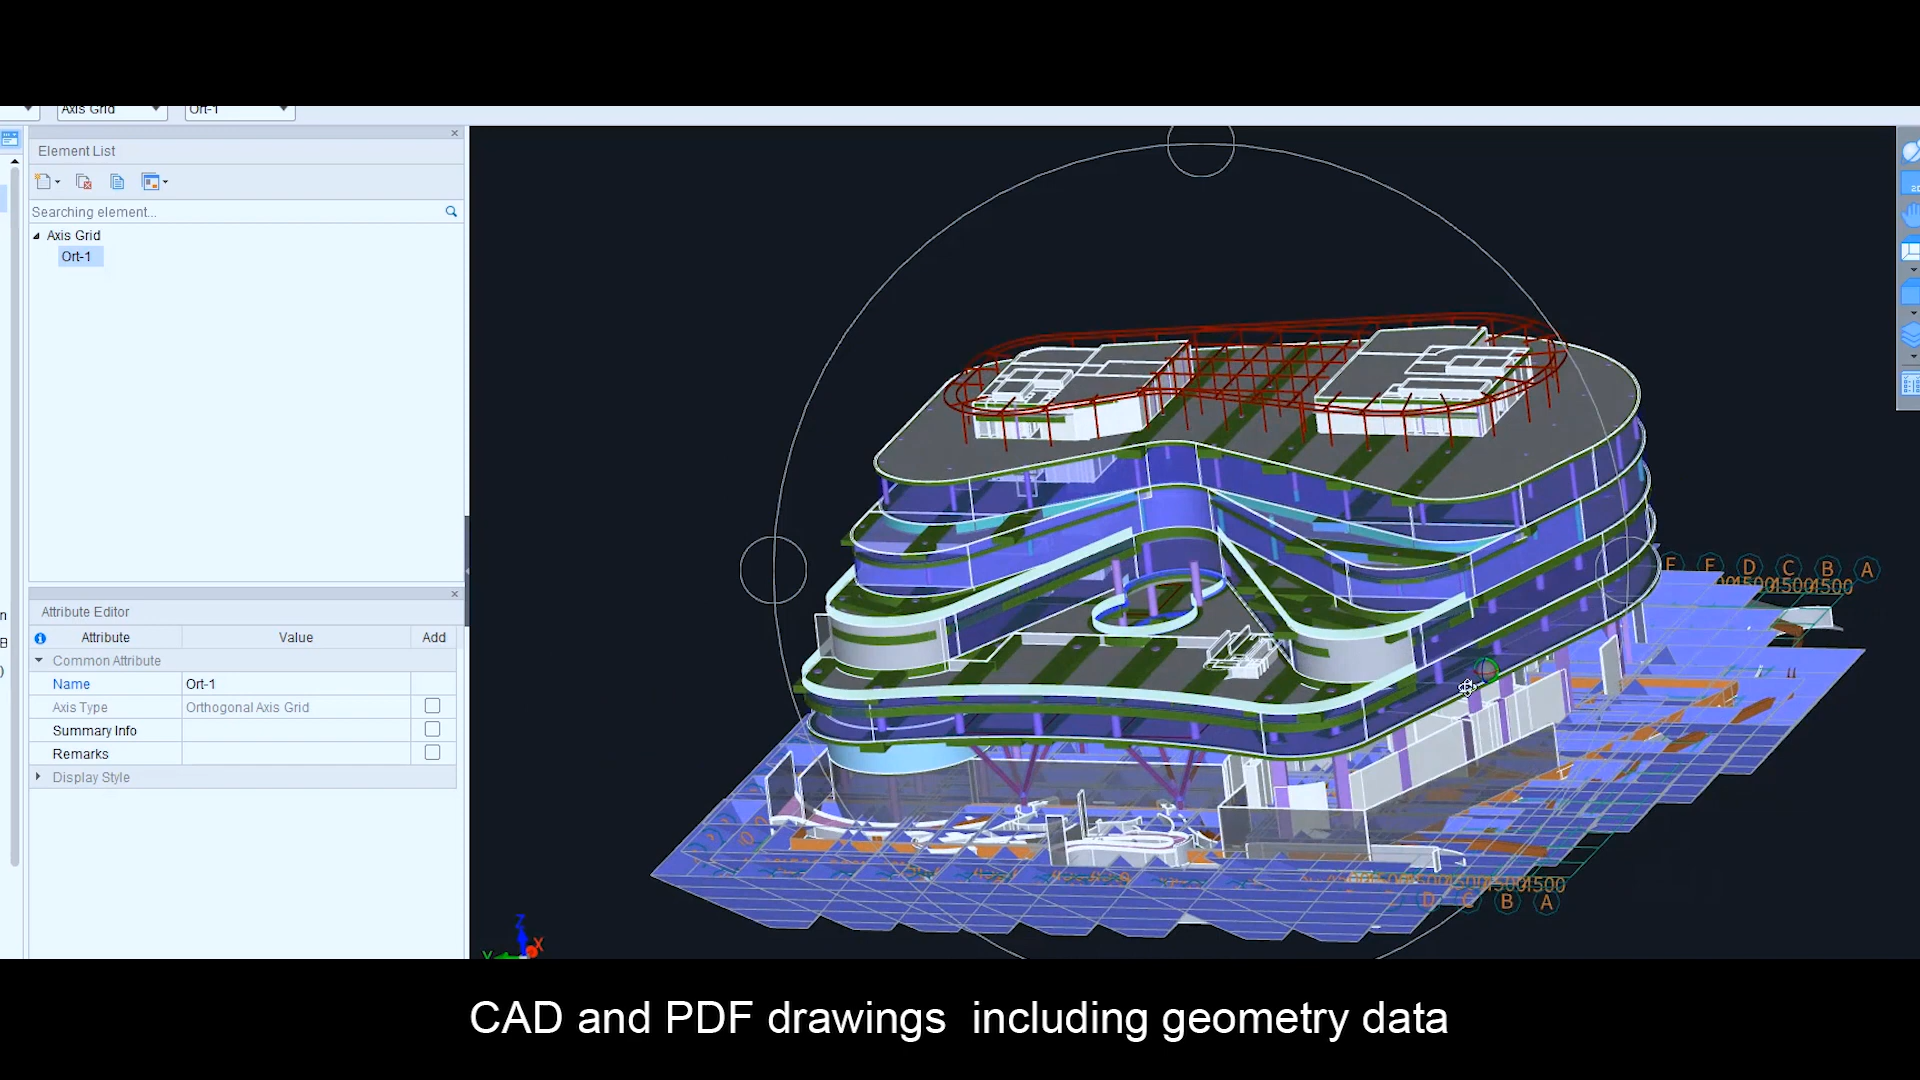 Axis Grid
Ort-1
Element List
Searching element...
Axis Grid
Ort-1
Attribute Editor
Attribute Value Add
Common Attribute
Name Ort-1
Axis Type Orthogonal Axis Grid
Summary Info
Remarks
Display Style
D C B A
4500
D C B A
4500
Z
X
Y
CAD and PDF drawings including geometry data